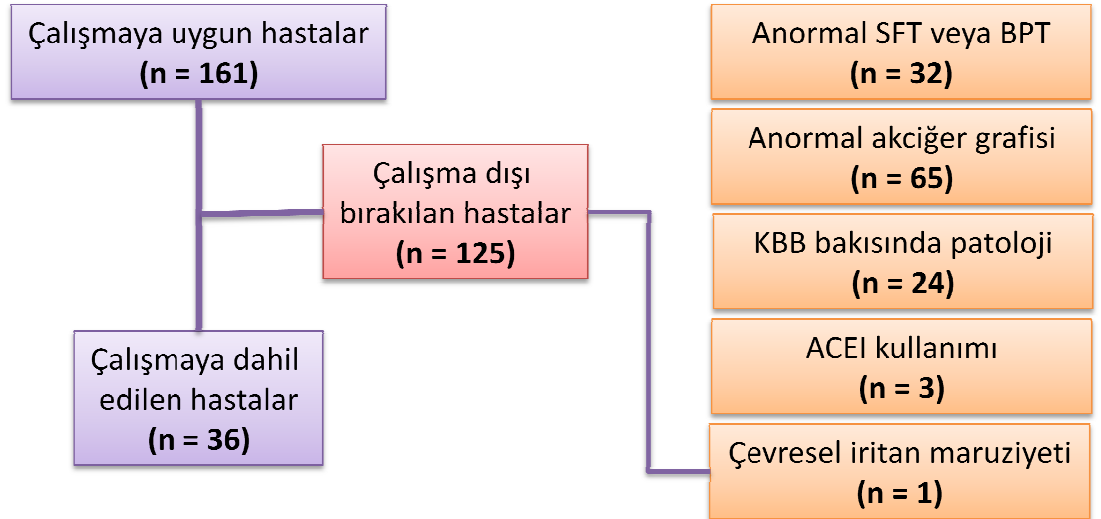 Çalışmaya uygun hastalar
(n = 161)
Çalışma dışı
bırakılan hastalar
(n = 125)
Çalışmaya dahil
edilen hastalar
(n = 36)
Anormal SFT veya BPT
(n = 32)
Anormal akciğer grafisi
(n = 65)
KBB bakısında patoloji
(n = 24)
ACEI kullanımı
(n = 3)
Çevresel iritan maruziyeti
(n = 1)